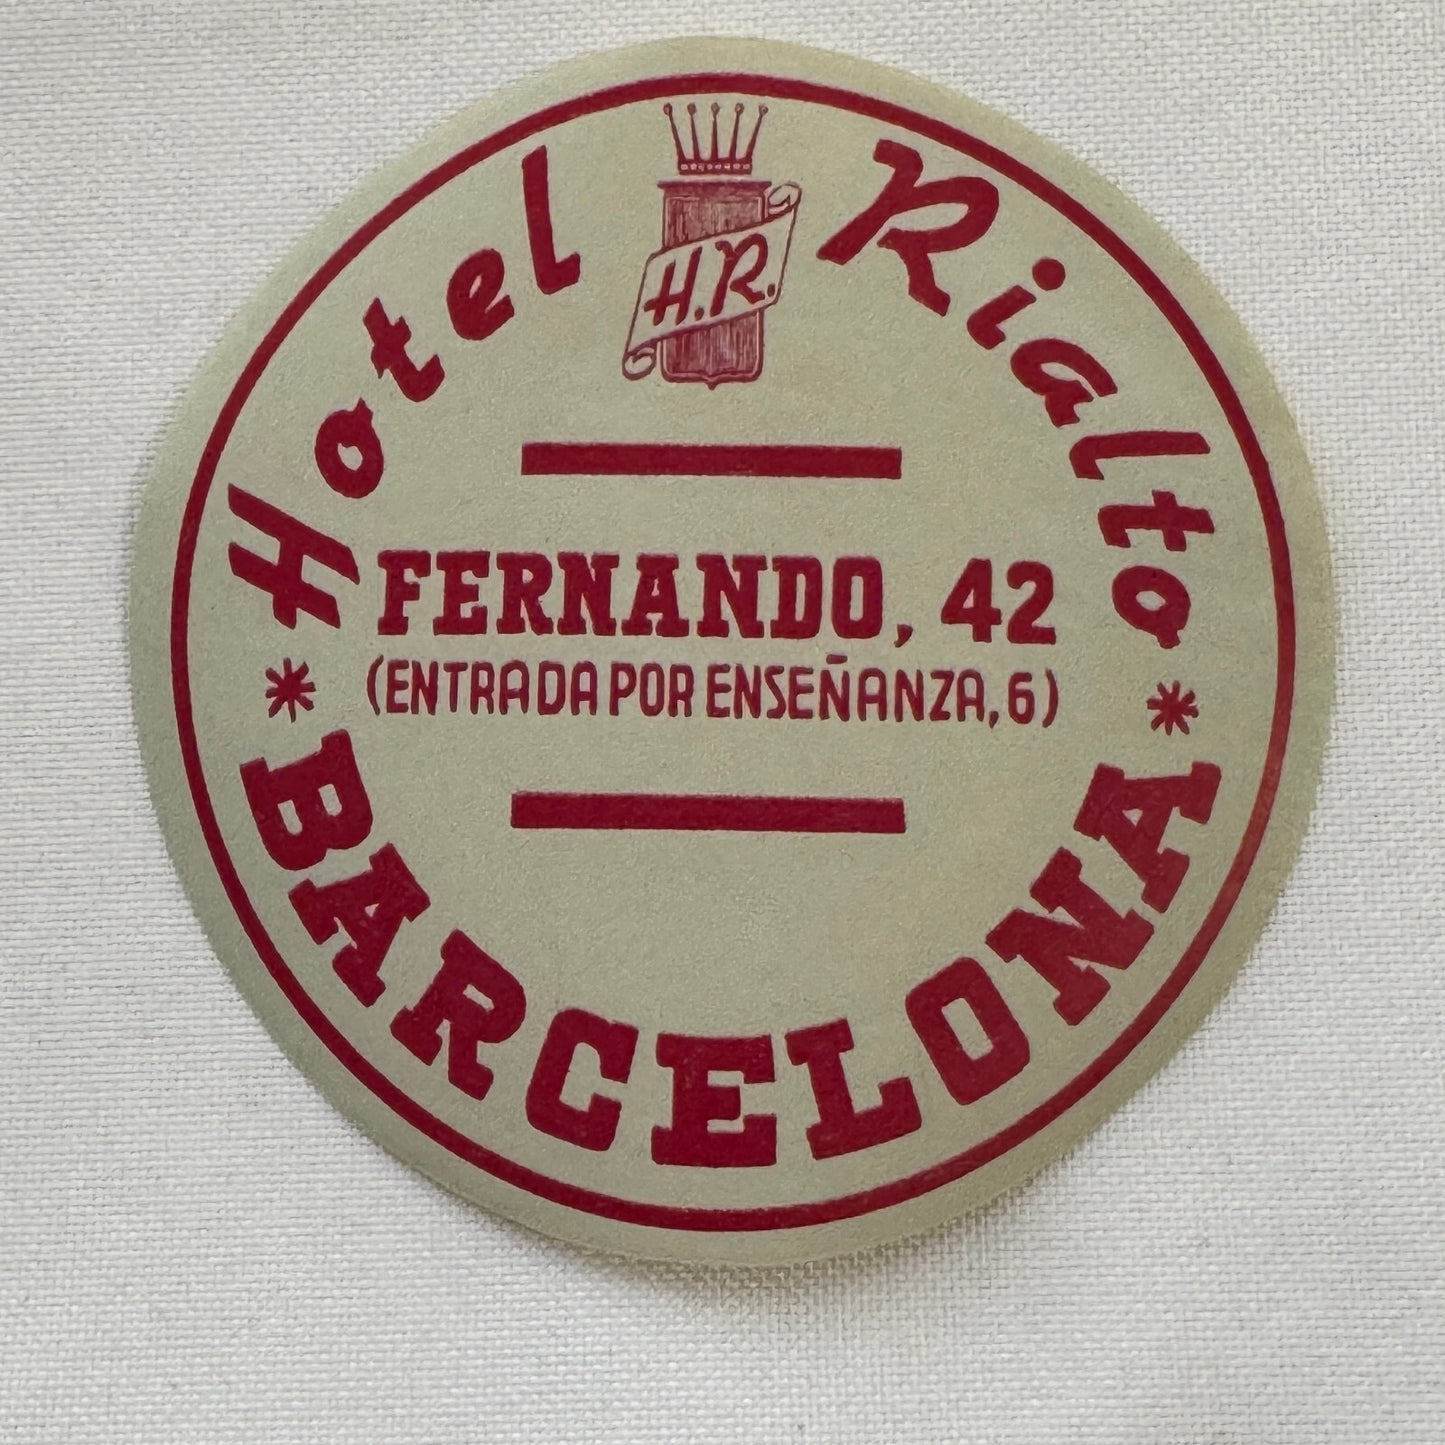 H.R.
Hotel Rialto
FERNANDO, 42
(ENTRADA POR ENSEÑANZA, 6)
* BARCELONA *